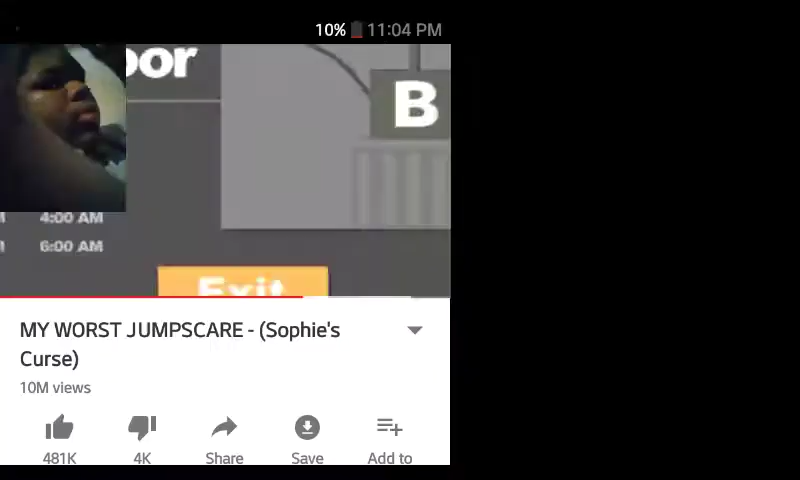 10% 11:04 PM
oor
B
4:00 AM
6:00 AM
Exit
MY WORST JUMPSCARE - (Sophie's
Curse)
10M views
481K
4K
Share
Save
Add to